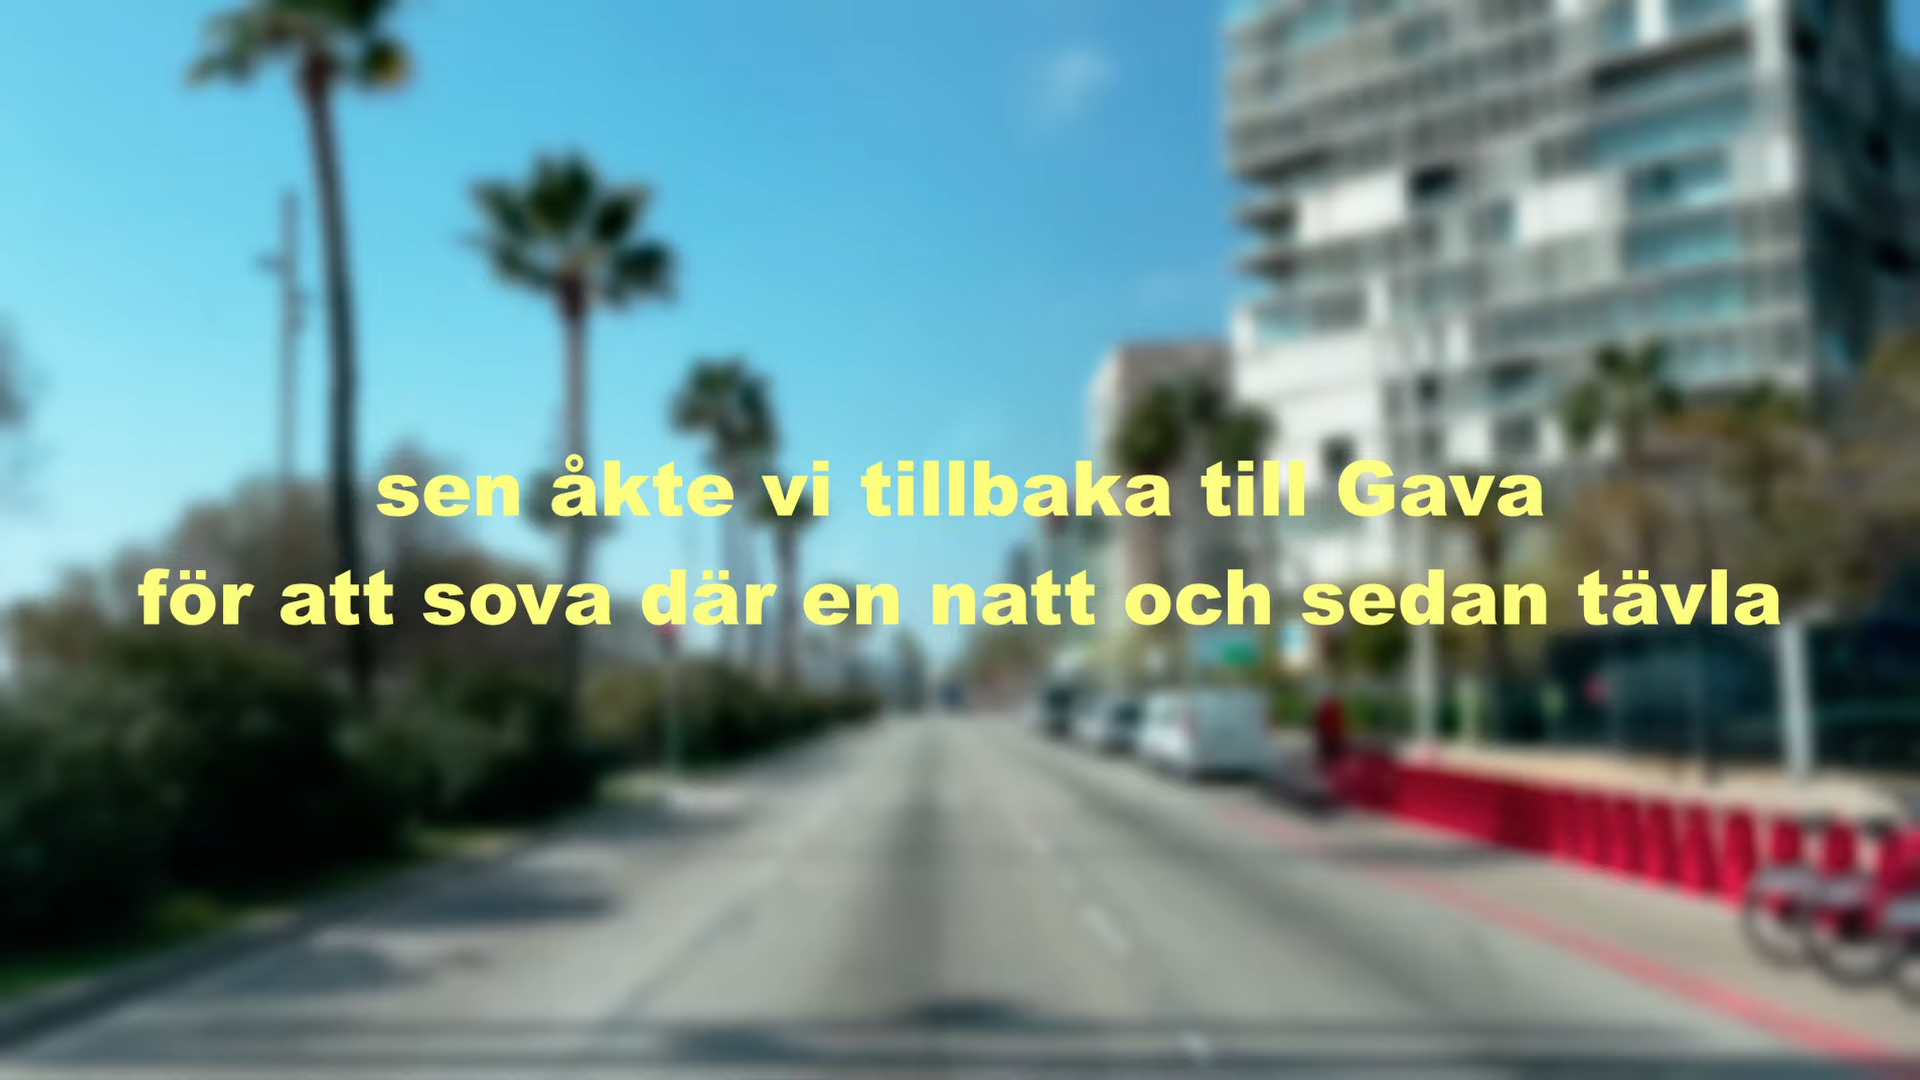 sen åkte vi tillbaka till Gava
för att sova där en natt och sedan tävla